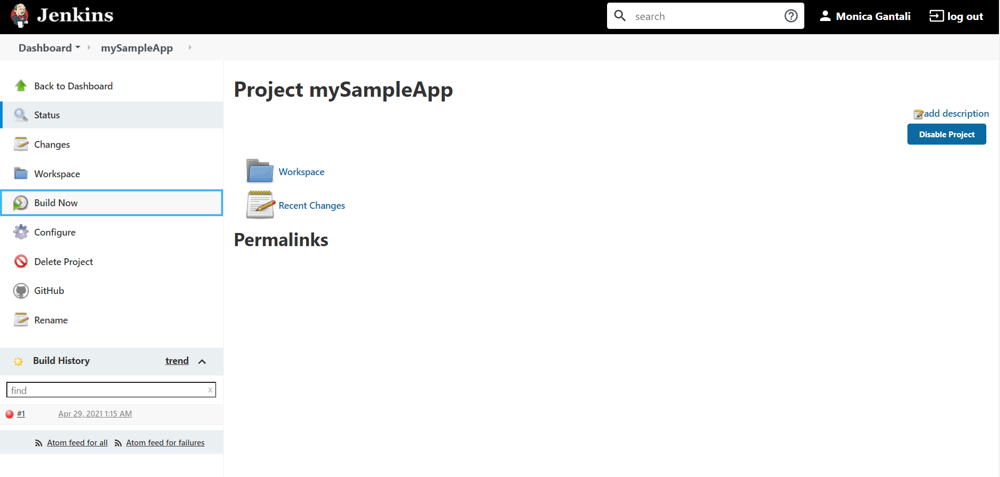 Jenkins
search
Monica Gantali
log out
Dashboard
mySampleApp
Back to Dashboard
Status
Changes
Workspace
Build Now
Configure
Delete Project
GitHub
Rename
Build History
trend
find
x
#1
Apr 29, 2021 1:15 AM
Atom feed for all
Atom feed for failures
Project mySampleApp
add description
Disable Project
Workspace
Recent Changes
Permalinks